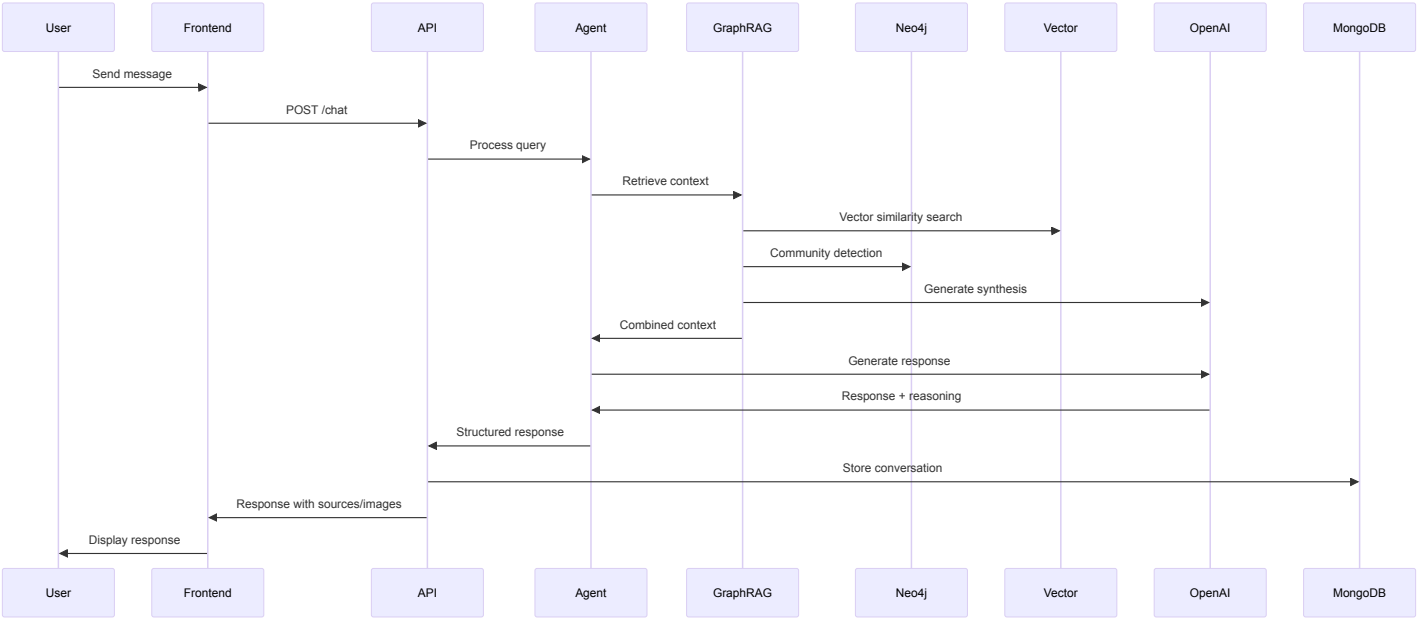 User Frontend API Agent GraphRAG Neo4j Vector OpenAI MongoDB
Send message
POST /chat
Process query
Retrieve context
Vector similarity search
Community detection
Generate synthesis
Combined context
Generate response
Response + reasoning
Structured response
Store conversation
Response with sources/images
Display response
User Frontend API Agent GraphRAG Neo4j Vector OpenAI MongoDB